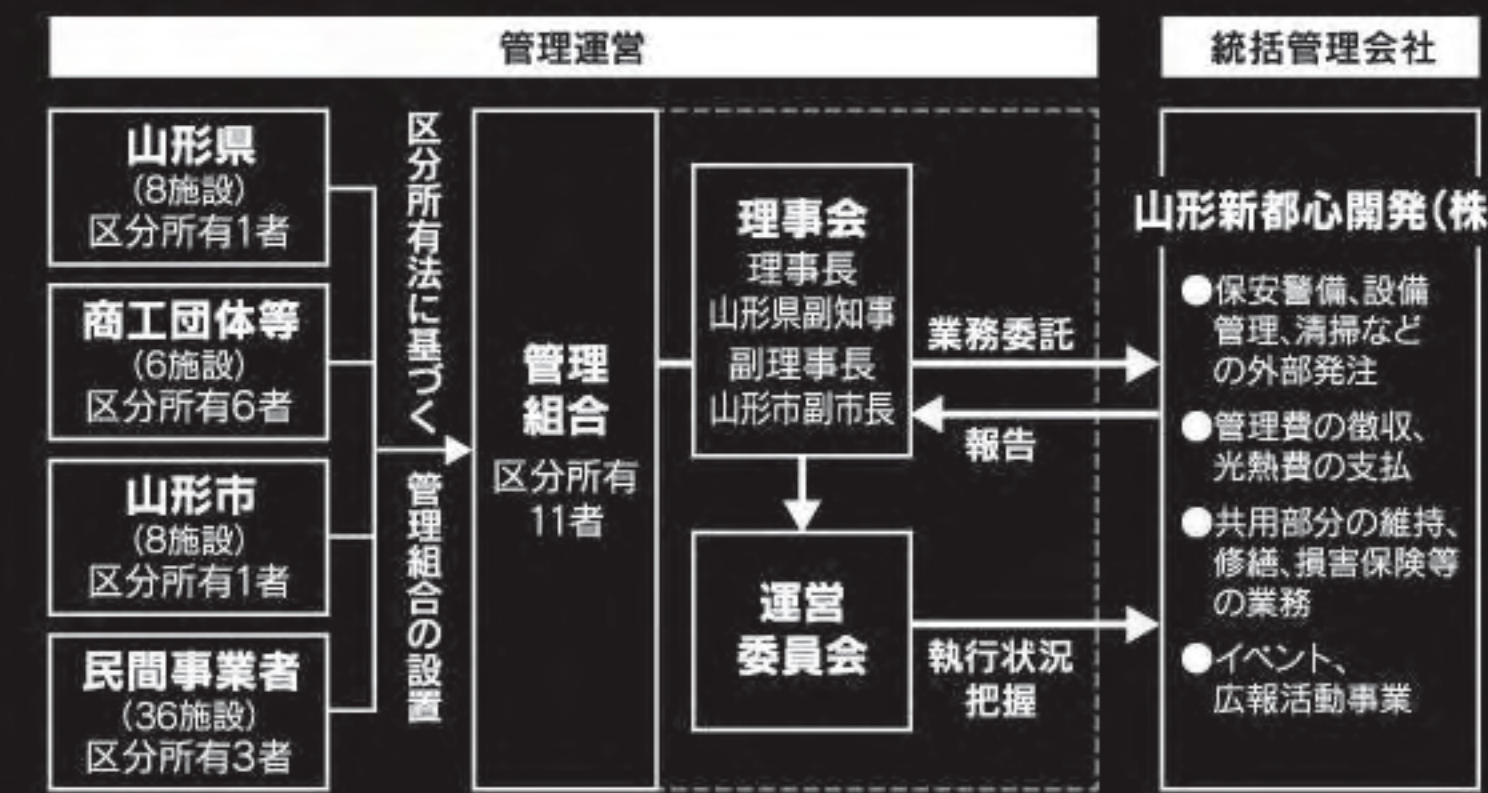 管理運営
統括管理会社
山形県
(8施設)
区分所有1者
商工団体等
(6施設)
区分所有6者
山形市
(8施設)
区分所有1者
民間事業者
(36施設)
区分所有3者
区分所有法に基づく
管理組合の設置
管理
組合
区分所有
11者
理事会
理事長
山形県副知事
副理事長
山形市副市長
運営
委員会
業務委託
報告
執行状況
把握
山形新都心開発(株
●保安警備、設備
管理、清掃など
の外部発注
●管理費の徴収、
光熱費の支払
●共用部分の維持、
修繕、損害保険等
の業務
●イベント、
広報活動事業